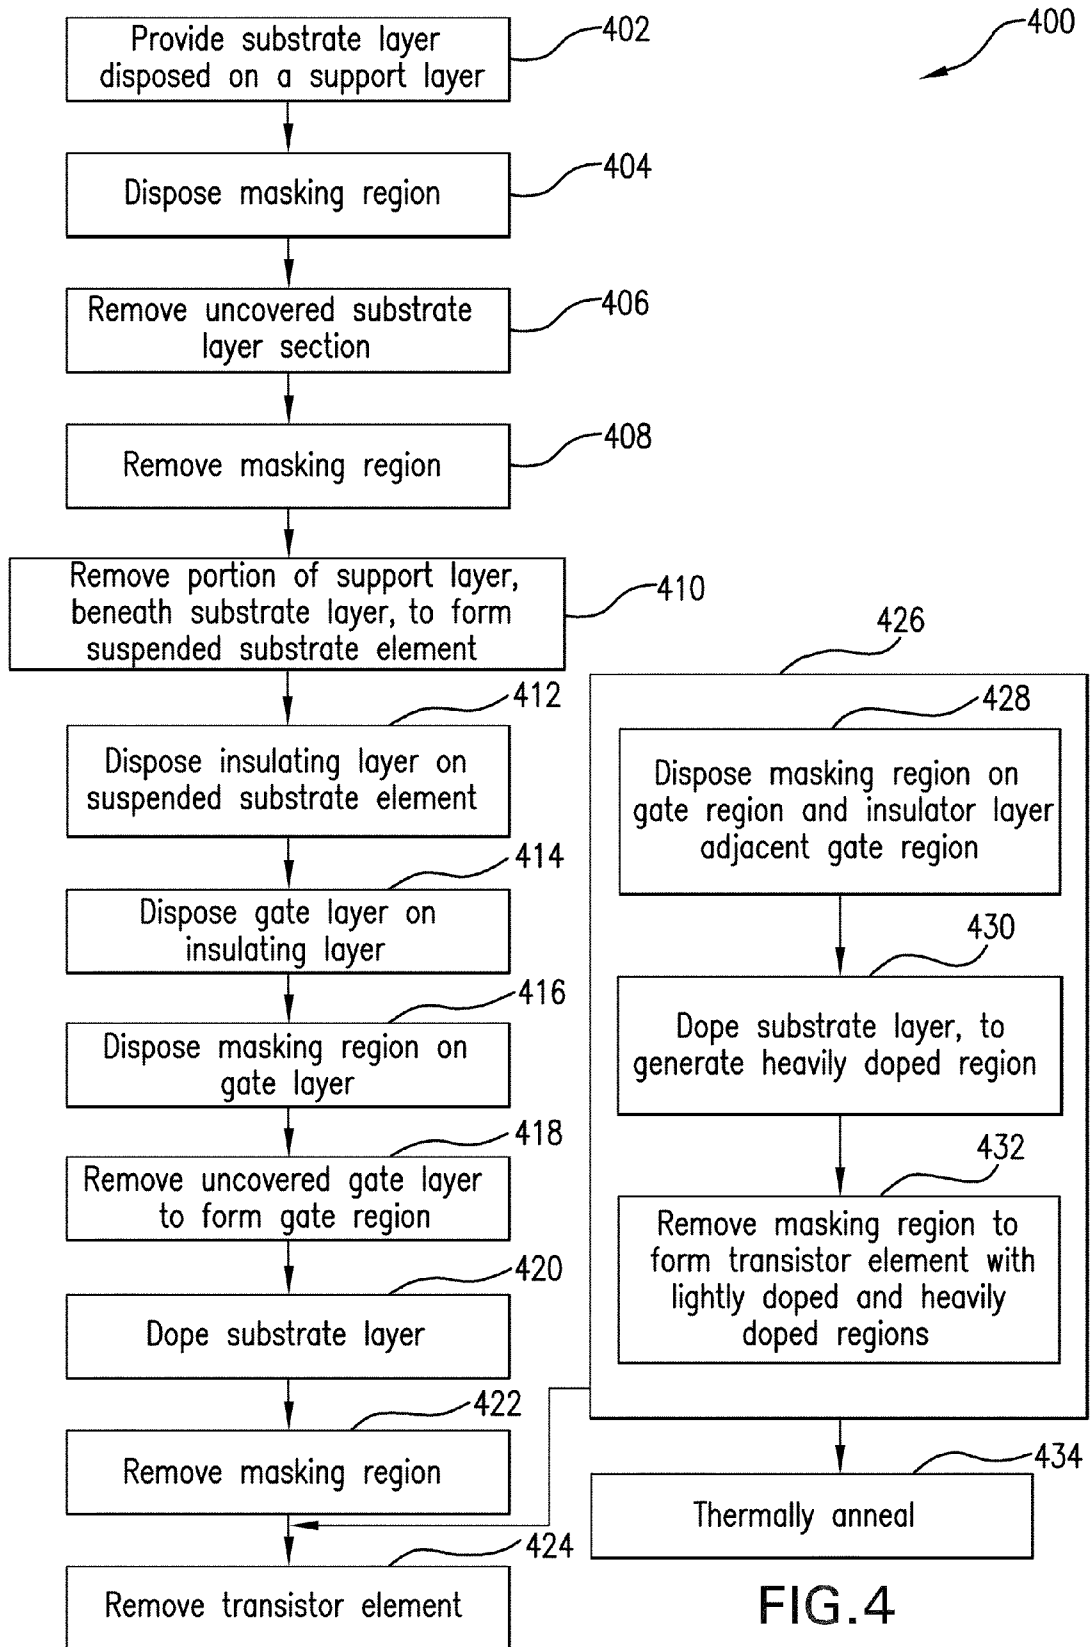 400
Provide substrate layer
disposed on a support layer
402
Dispose masking region
404
Remove uncovered substrate
layer section
406
Remove masking region
408
Remove portion of support layer,
beneath substrate layer, to form
suspended substrate element
410
412
Dispose insulating layer on
suspended substrate element
414
Dispose gate layer on
insulating layer
416
Dispose masking region on
gate layer
418
Remove uncovered gate layer
to form gate region
420
Dope substrate layer
422
Remove masking region
424
Remove transistor element
426
428
Dispose masking region on
gate region and insulator layer
adjacent gate region
430
Dope substrate layer, to
generate heavily doped region
432
Remove masking region to
form transistor element with
lightly doped and heavily
doped regions
434
Thermally anneal
FIG.4